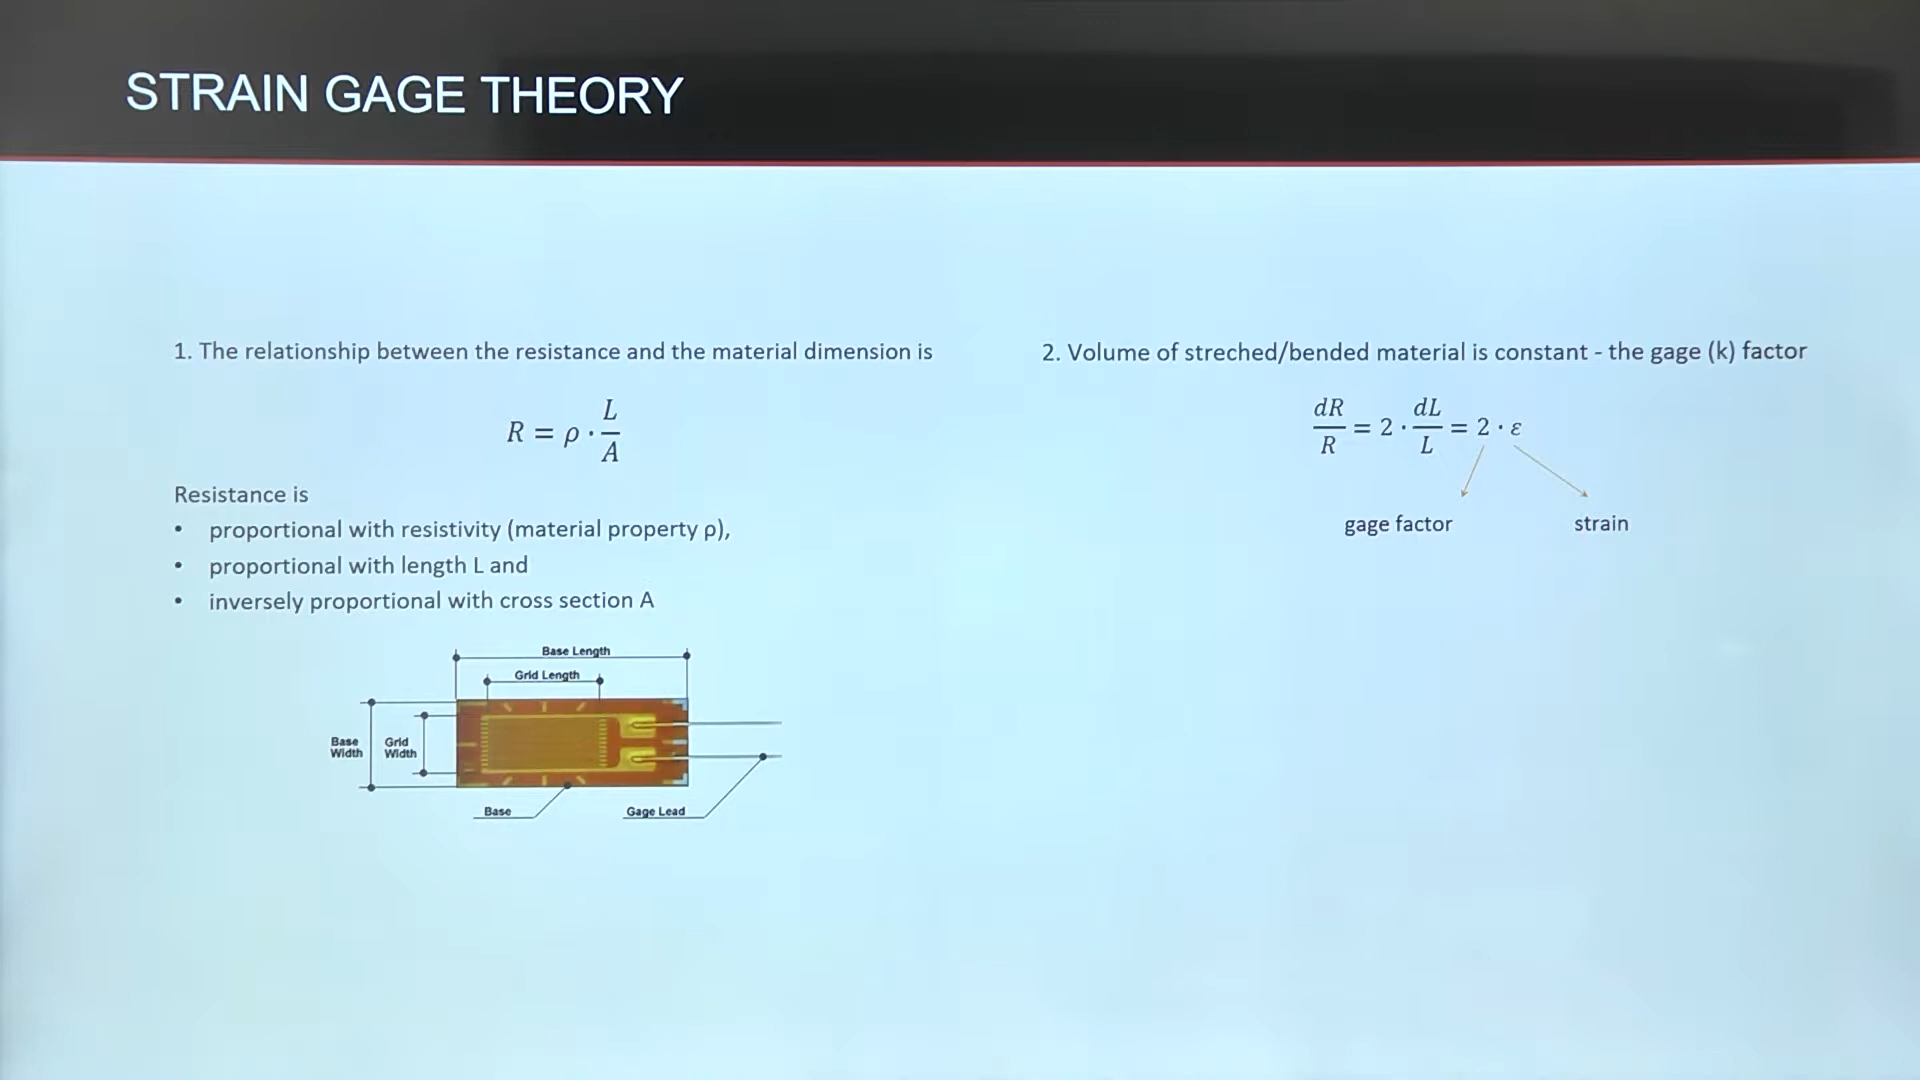 STRAIN GAGE THEORY
1. The relationship between the resistance and the material dimension is
R = ρ · L/A
Resistance is
• proportional with resistivity (material property ρ),
• proportional with length L and
• inversely proportional with cross section A
Base Length
Grid Length
Base Width
Grid Width
Base
Gage Lead
2. Volume of streched/bended material is constant - the gage (k) factor
dR/R = 2 · dL/L = 2 · ε
gage factor
strain